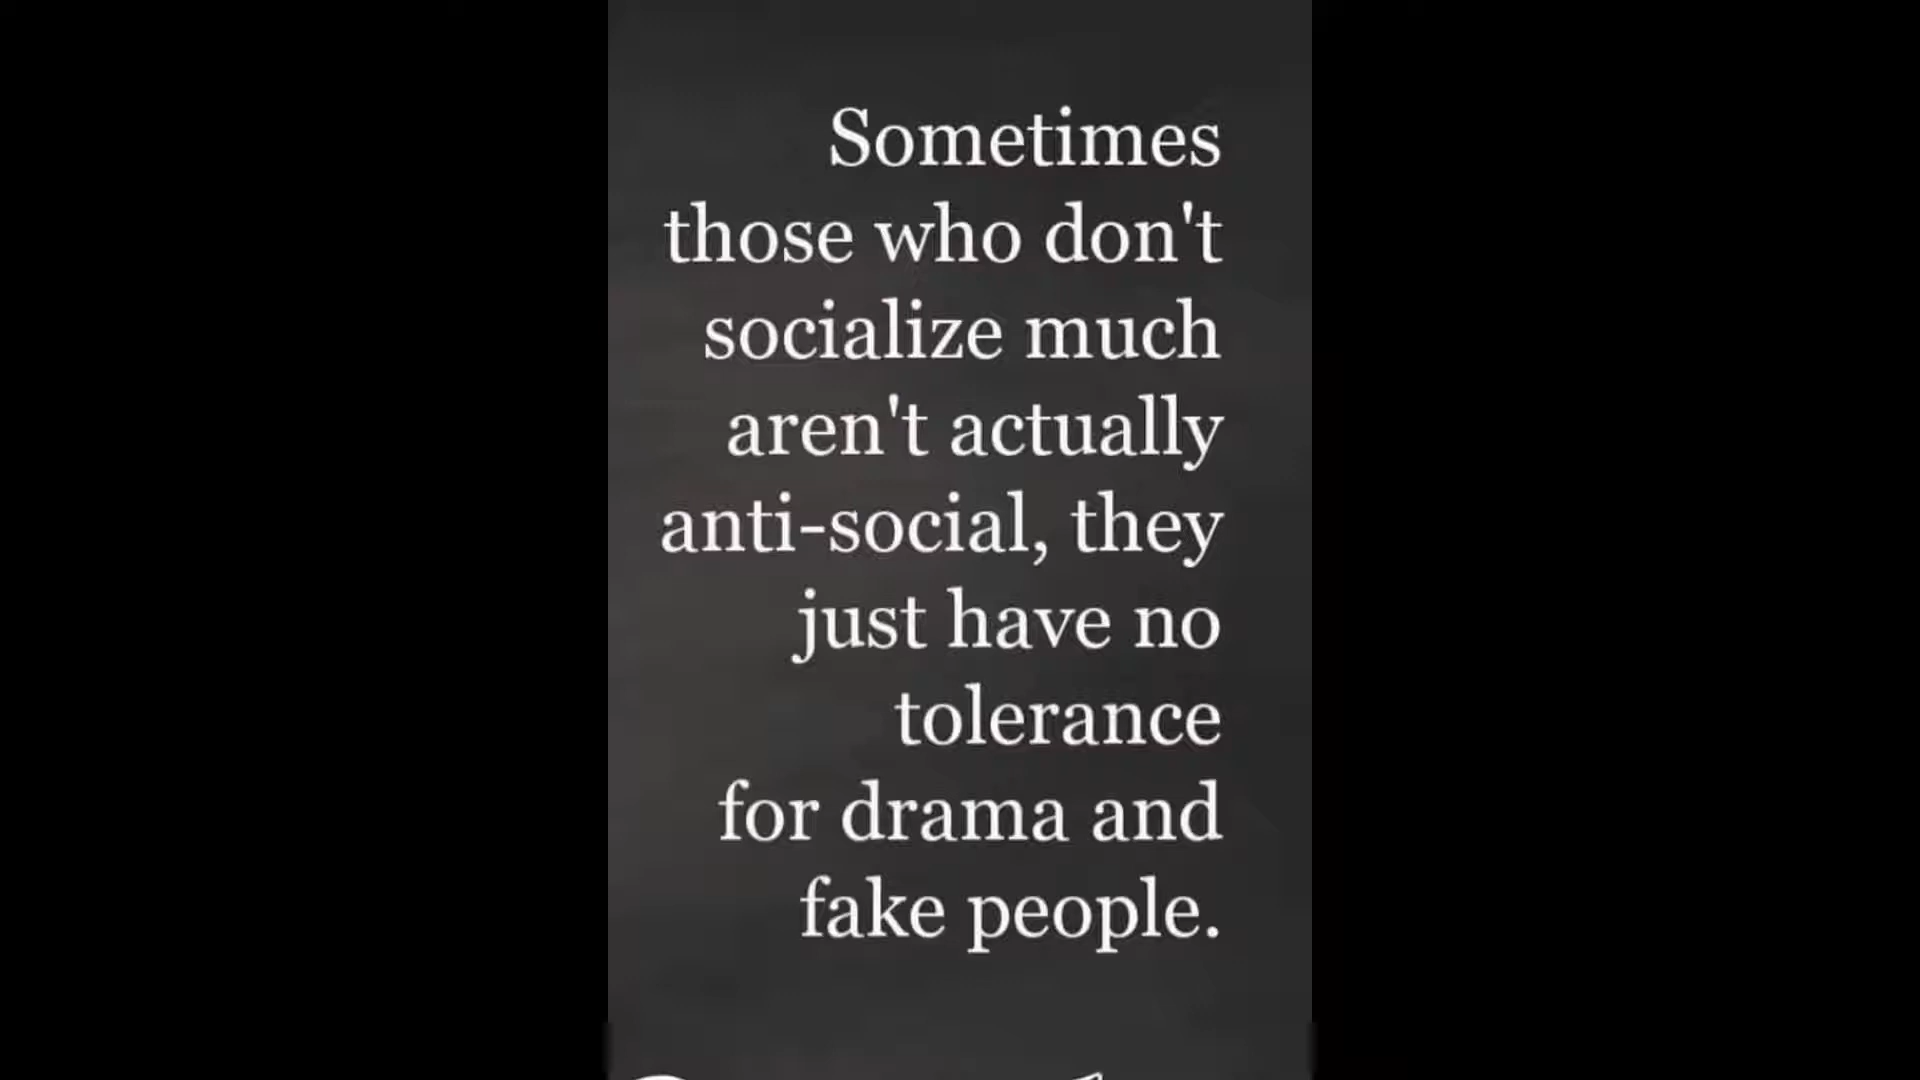 Sometimes
those who don't
socialize much
aren't actually
anti-social, they
just have no
tolerance
for drama and
fake people.